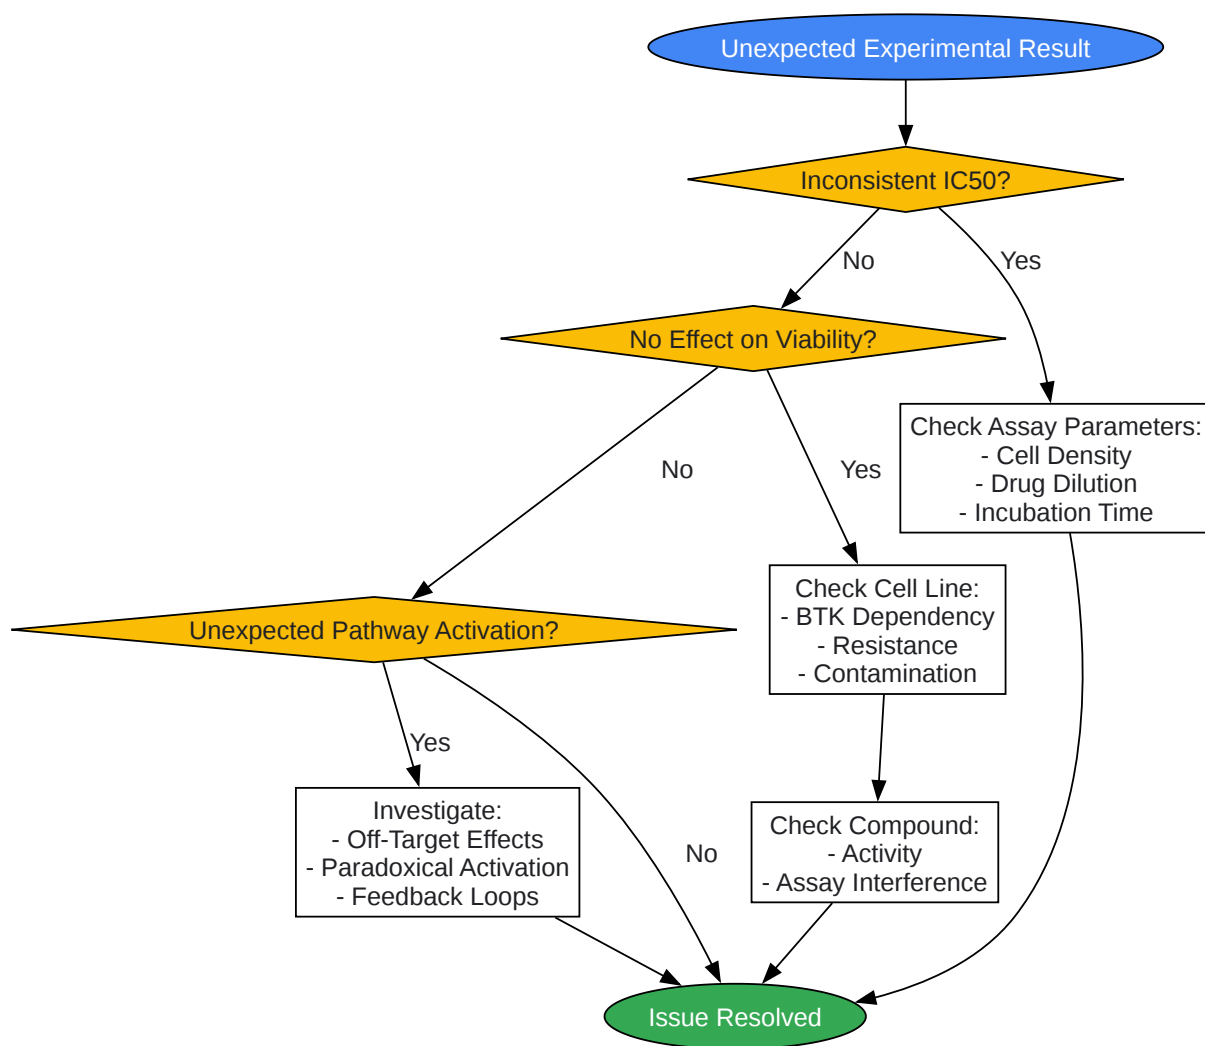 Unexpected Experimental Result
Inconsistent IC50?
No
Yes
No Effect on Viability?
Check Assay Parameters:
- Cell Density
- Drug Dilution
- Incubation Time
No
Yes
Check Cell Line:
- BTK Dependency
- Resistance
- Contamination
Unexpected Pathway Activation?
Yes
Investigate:
- Off-Target Effects
- Paradoxical Activation
- Feedback Loops
No
Check Compound:
- Activity
- Assay Interference
Issue Resolved